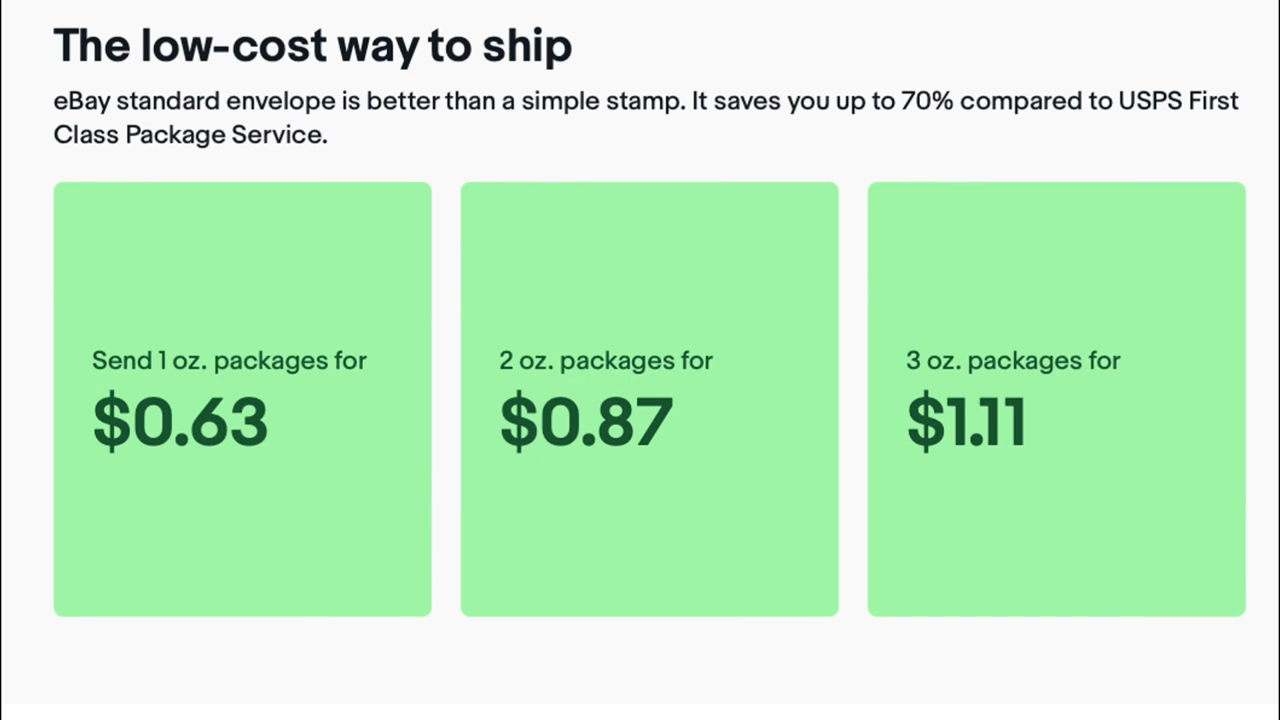 The low-cost way to ship
eBay standard envelope is better than a simple stamp. It saves you up to 70% compared to USPS First
Class Package Service.
Send 1 oz. packages for
$0.63
2 oz. packages for
$0.87
3 oz. packages for
$1.11